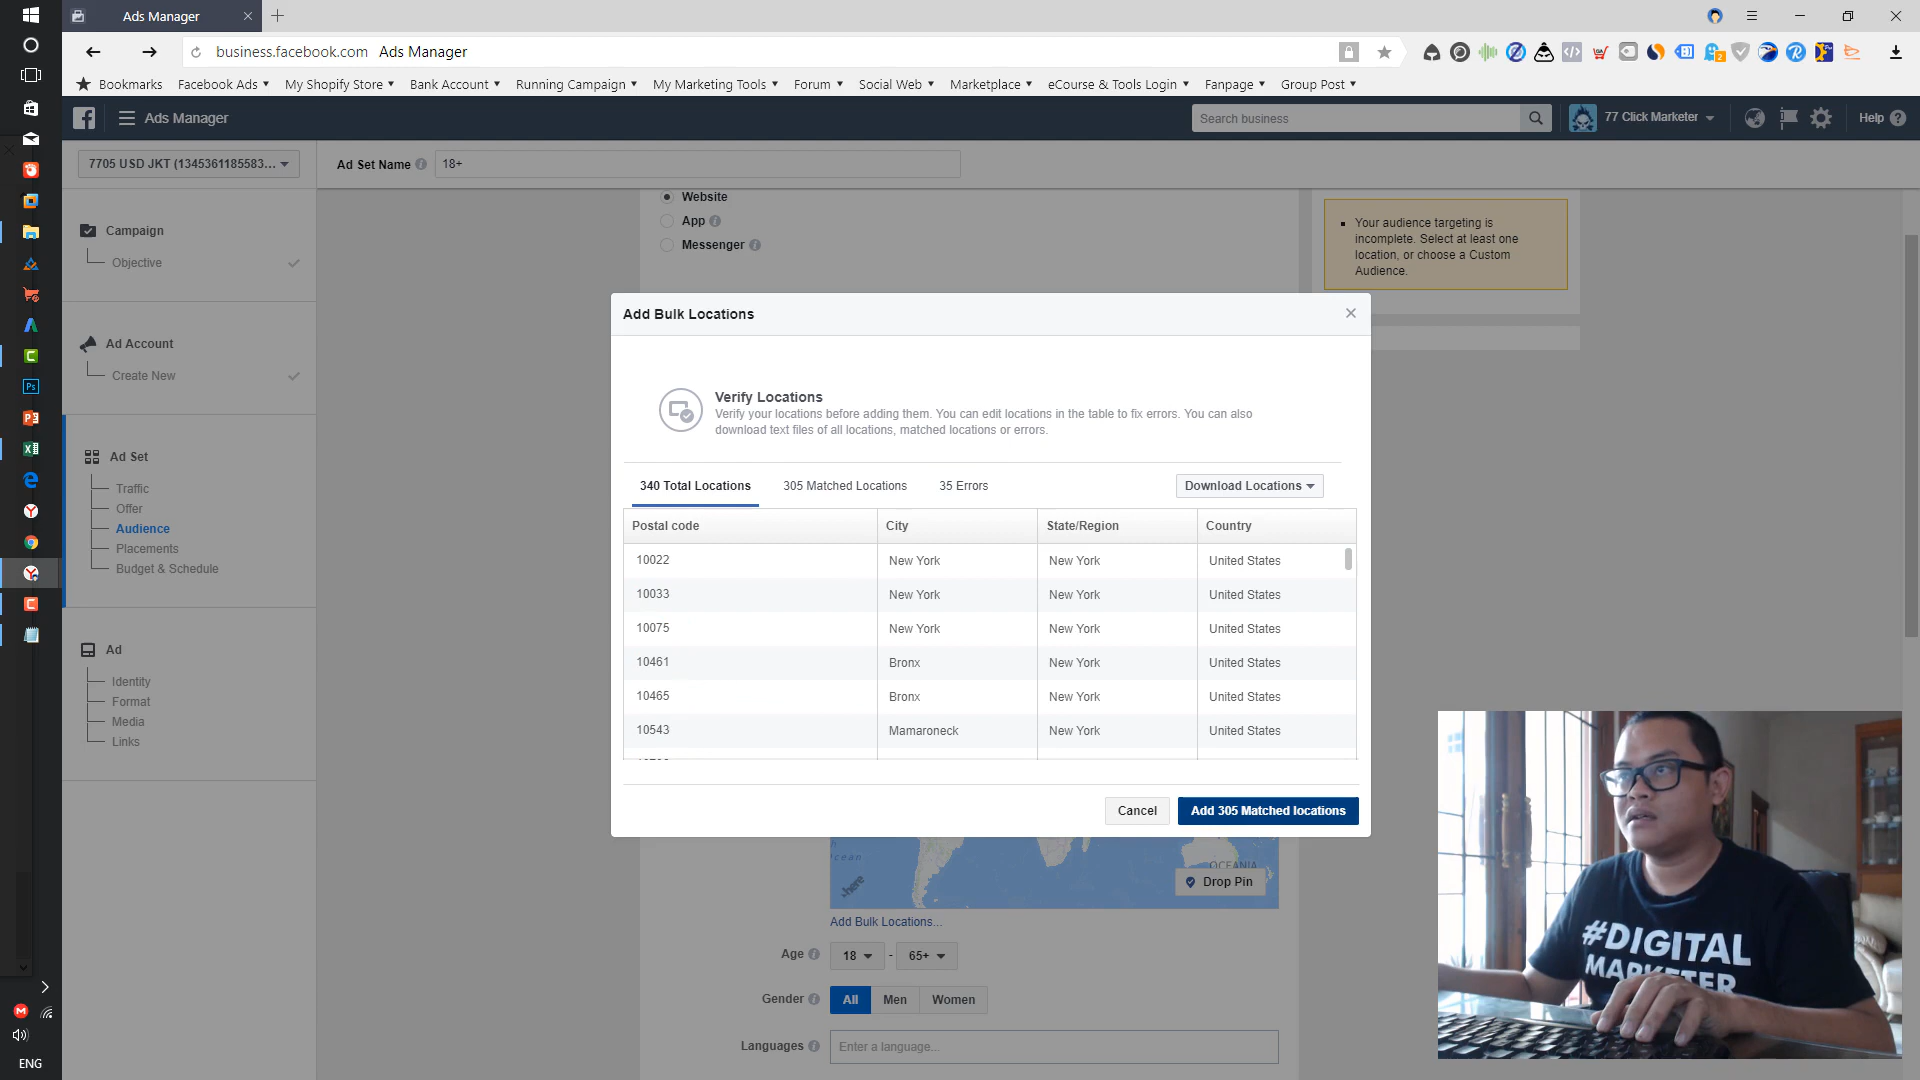 Ads Manager
business.facebook.com Ads Manager
Bookmarks Facebook Ads My Shopify Store Bank Account Running Campaign My Marketing Tools Forum Social Web Marketplace eCourse & Tools Login Fanpage Group Post
Ads Manager
Search business
77 Click Marketer
Help
7705 USD JKT (1345361185583...
Ad Set Name
18+
Campaign
Objective
Ad Account
Create New
Ad Set
Traffic
Offer
Audience
Placements
Budget & Schedule
Ad
Identity
Format
Media
Links
Website
App
Messenger
Your audience targeting is
incomplete. Select at least one
location, or choose a Custom
Audience.
Add Bulk Locations
Verify Locations
Verify your locations before adding them. You can edit locations in the table to fix errors. You can also
download text files of all locations, matched locations or errors.
340 Total Locations 305 Matched Locations 35 Errors Download Locations
Postal code City State/Region Country
10022 New York New York United States
10033 New York New York United States
10075 New York New York United States
10461 Bronx New York United States
10465 Bronx New York United States
10543 Mamaroneck New York United States
Cancel
Add 305 Matched locations
OCEANIA
here
Drop Pin
Add Bulk Locations...
Age 18 - 65+
Gender All Men Women
Languages Enter a language...
#DIGITAL
MARKETER
ENG